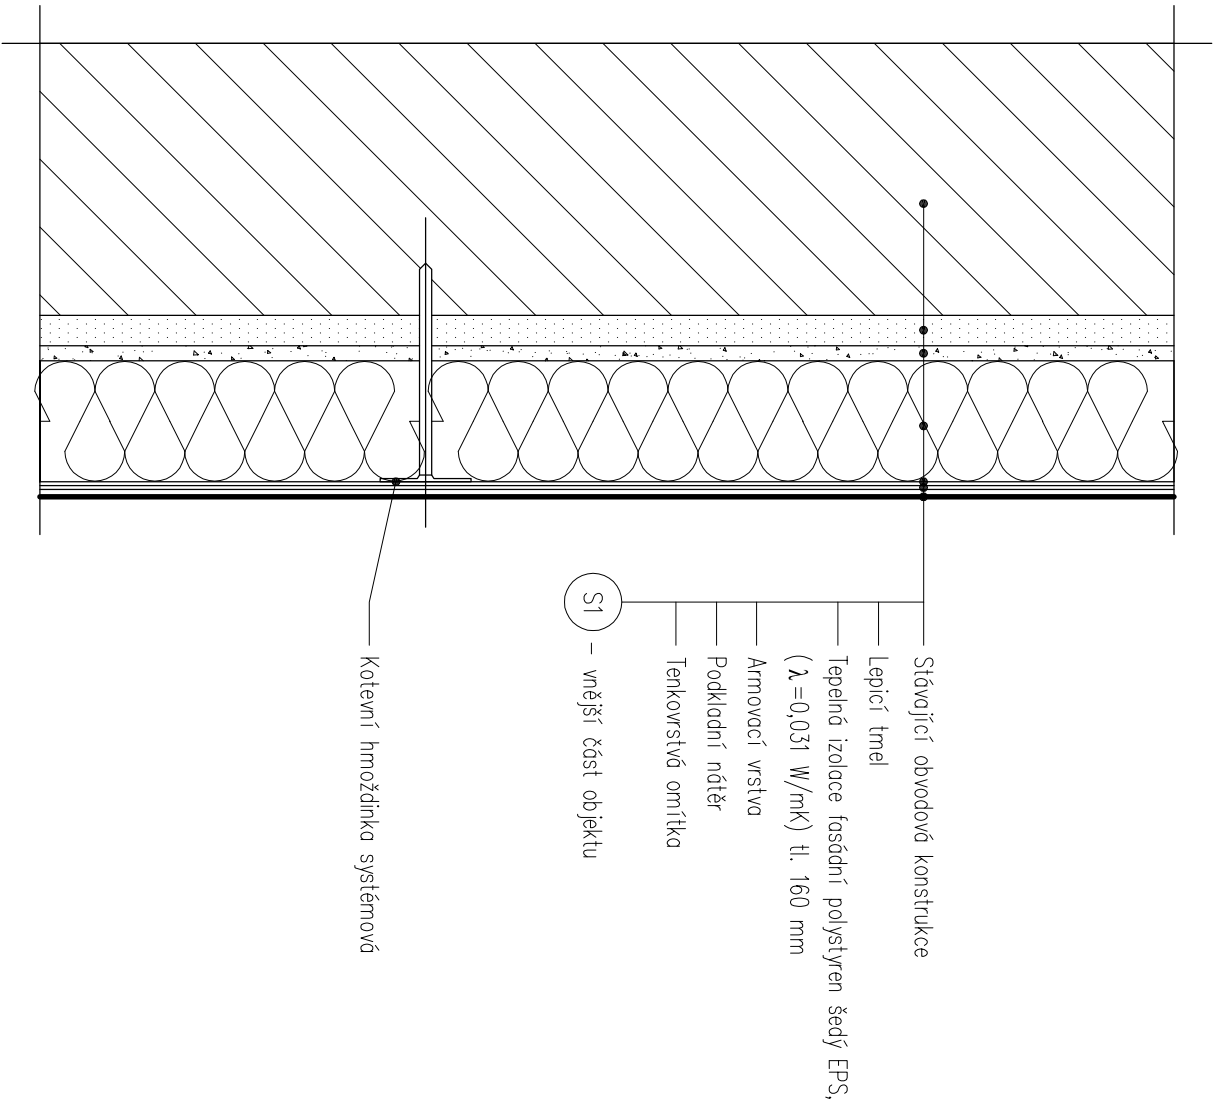 Stávající obvodová konstrukce
Lepicí tmel
Tepelná izolace fasádní polystyren šedý EPS,
(λ=0,031 W/mK) tl. 160 mm
Armovací vrstva
Podkladní nátěr
Tenkovrstvá omítka
S1 - vnější část objektu
Kotevní hmoždinka systémová